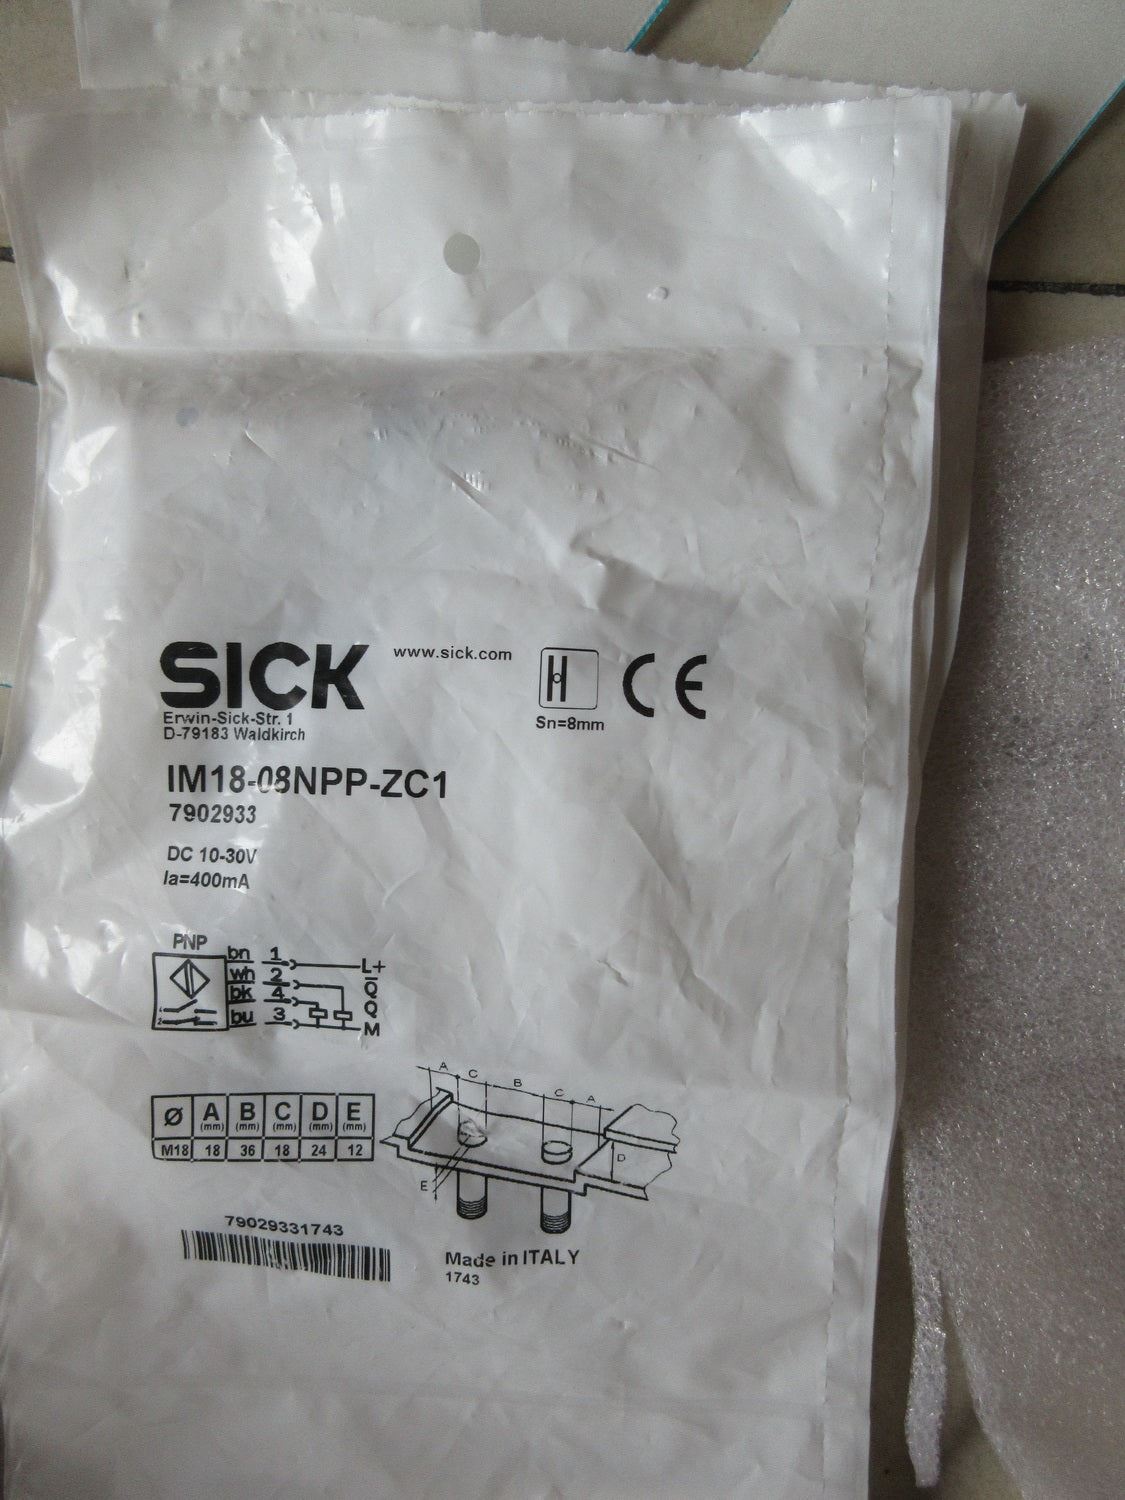 SICK
www.sick.com
Erwin-Sick-Str. 1
D-79183 Waldkirch
Sn=8mm
CE
IM18-08NPP-ZC1
7902933
DC 10-30V
Ia=400mA
PNP
bn 1 L+
wh 2 Q̅
bk 4 Q
bu 3 M
Ø A (mm) B (mm) C (mm) D (mm) E (mm)
M18 18 36 18 24 12
A C B C A
D
E
79029331743
Made in ITALY
1743